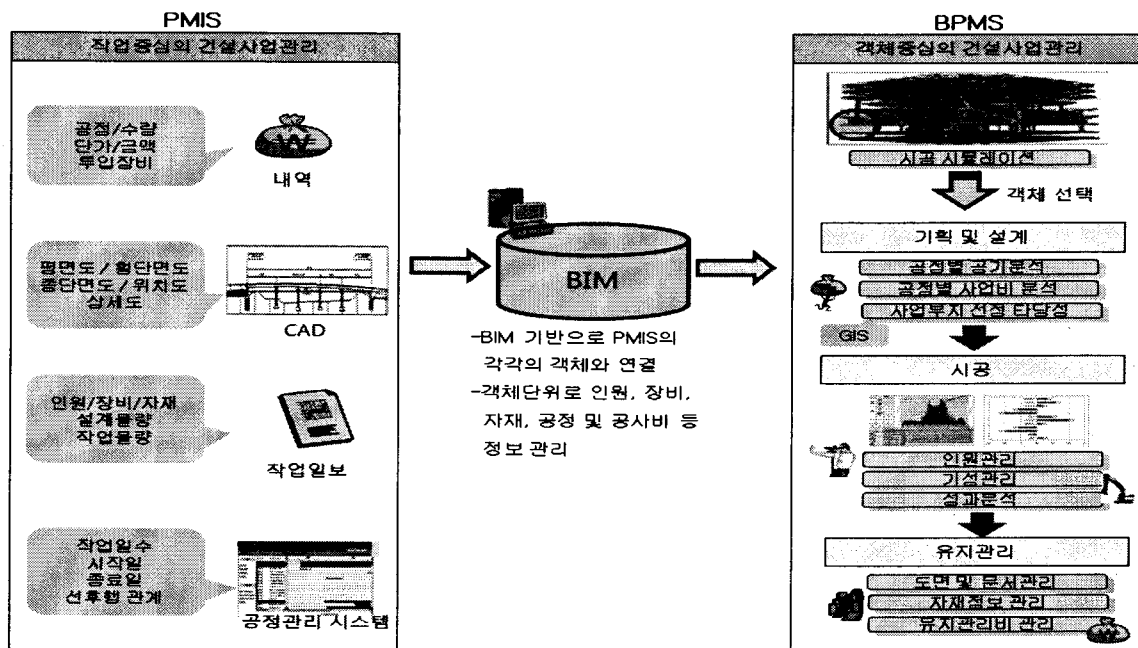 PMIS
작업중심의 건설사업관리
공정/수량
단가/금액
투입장비
내역
평면도/횡단면도
종단면도/위치도
상세도
CAD
인원/장비/자재
설계물량
작업물량
작업일보
작업일수
시작일
종료일
선후행 관계
공정관리 시스템
BIM
-BIM 기반으로 PMIS의
각각의 객체와 연결
-객체단위로 인원, 장비,
자재, 공정 및 공사비 등
정보 관리
BPMS
객체중심의 건설사업관리
시공 시뮬레이션
객체 선택
기획 및 설계
공정별 공기분석
공정별 사업비 분석
사업부지 선정 타당성
GIS
시공
인원관리
기성관리
성과분석
유지관리
도면 및 문서관리
자재정보 관리
유지관리비 관리